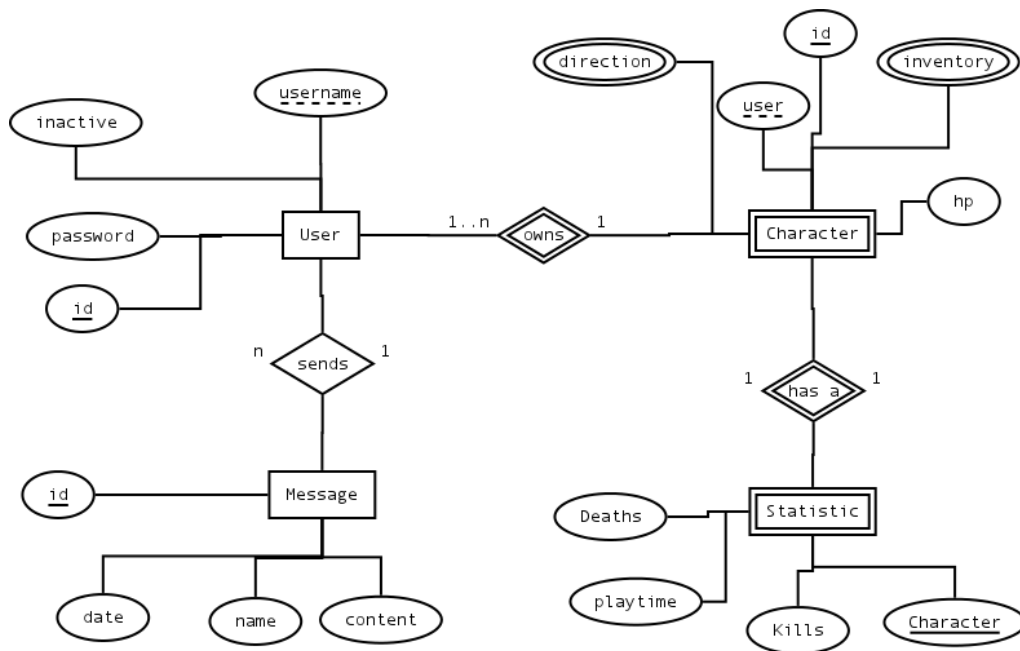 id
direction
inventory
username
user
inactive
hp
password
User
1..n
owns
1
Character
id
n
sends
1
1
has a
1
id
Message
Deaths
Statistic
playtime
date
name
content
Kills
Character